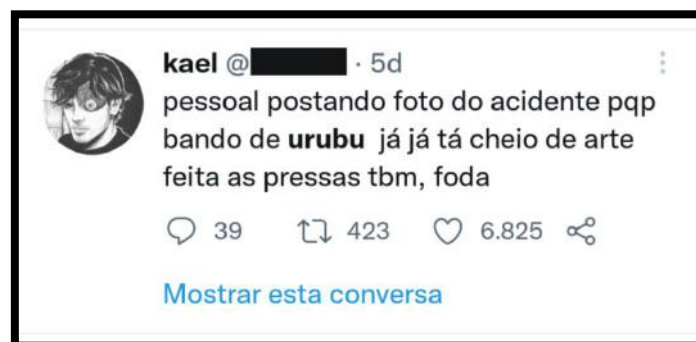 kael @ · 5d
pessoal postando foto do acidente pqp
bando de urubu já já tá cheio de arte
feita as pressas tbm, foda
39 423 6.825
Mostrar esta conversa